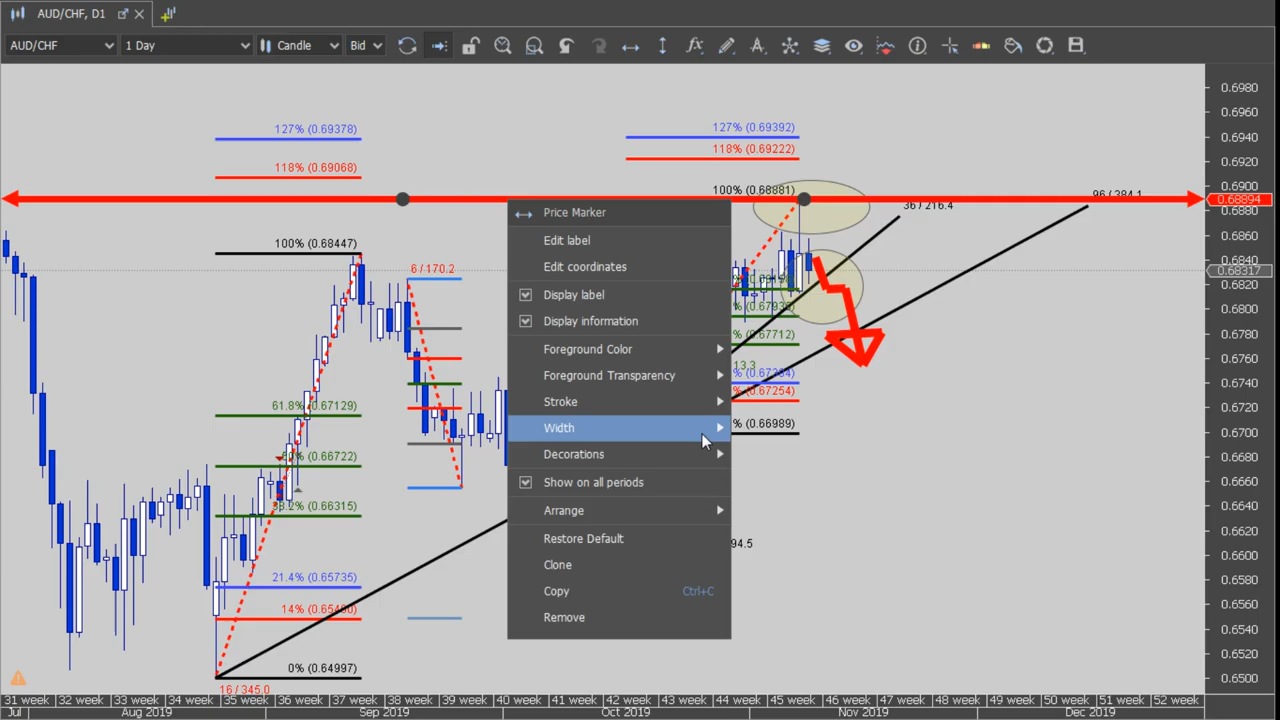 AUD/CHF, D1
AUD/CHF
1 Day
Candle
Bid
127% (0.69378)
118% (0.69068)
100% (0.68447)
61.8% (0.67129)
50% (0.66722)
38.2% (0.66315)
21.4% (0.65735)
14% (0.65480)
0% (0.64997)
16 / 345.0
6 / 170.2
127% (0.69392)
118% (0.69222)
100% (0.68881)
36 / 216.4
96 / 384.1
% (0.67712)
% (0.67254)
% (0.66989)
13.3
94.5
Price Marker
Edit label
Edit coordinates
Display label
Display information
Foreground Color
Foreground Transparency
Stroke
Width
Decorations
Show on all periods
Arrange
Restore Default
Clone
Copy Ctrl+C
Remove
0.6980
0.6960
0.6940
0.6920
0.6900
0.68894
0.6880
0.6860
0.6840
0.68317
0.6820
0.6800
0.6780
0.6760
0.6740
0.6720
0.6700
0.6680
0.6660
0.6640
0.6620
0.6600
0.6580
0.6560
0.6540
0.6520
0.6500
31 week 32 week 33 week 34 week 35 week 36 week 37 week 38 week 39 week 40 week 41 week 42 week 43 week 44 week 45 week 46 week 47 week 48 week 49 week 50 week 51 week 52 week
Jul Aug 2019 Sep 2019 Oct 2019 Nov 2019 Dec 2019